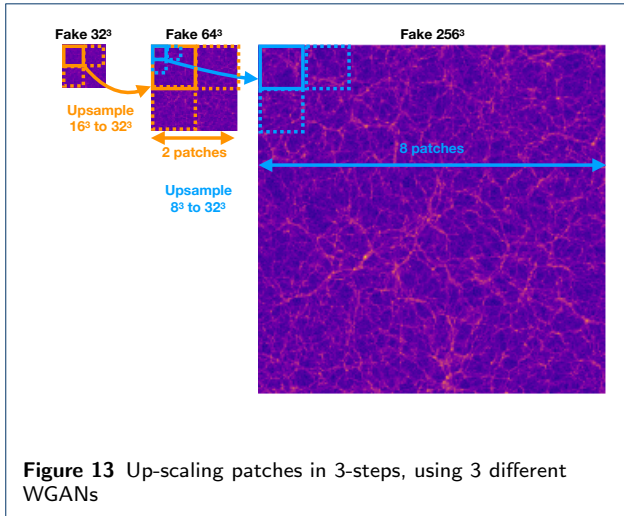 Fake 32³ Fake 64³ Fake 256³
Upsample
16³ to 32³
2 patches
8 patches
Upsample
8³ to 32³
Figure 13 Up-scaling patches in 3-steps, using 3 different
WGANs